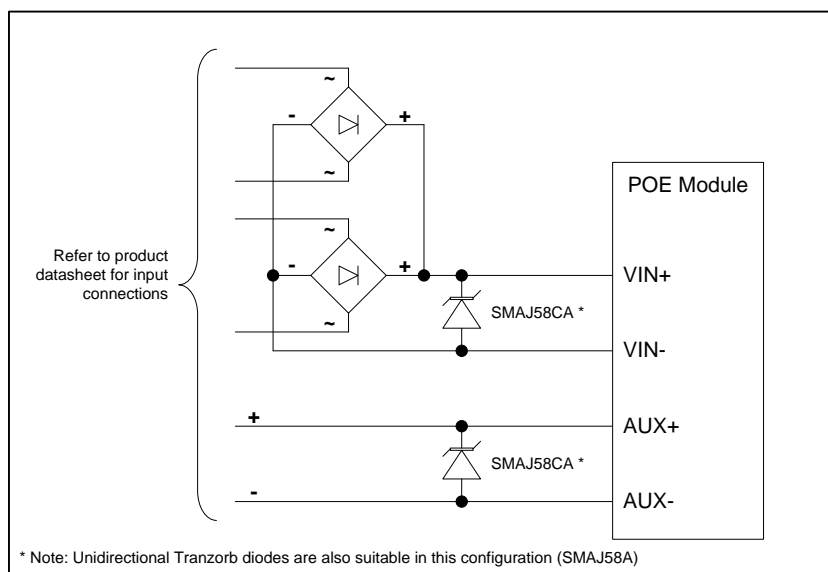 ~
- +
~
POE Module
~
Refer to product
datasheet for input
connections
- +
VIN+
SMAJ58CA *
~
VIN-
+
AUX+
SMAJ58CA *
-
AUX-
* Note: Unidirectional Tranzorb diodes are also suitable in this configuration (SMAJ58A)